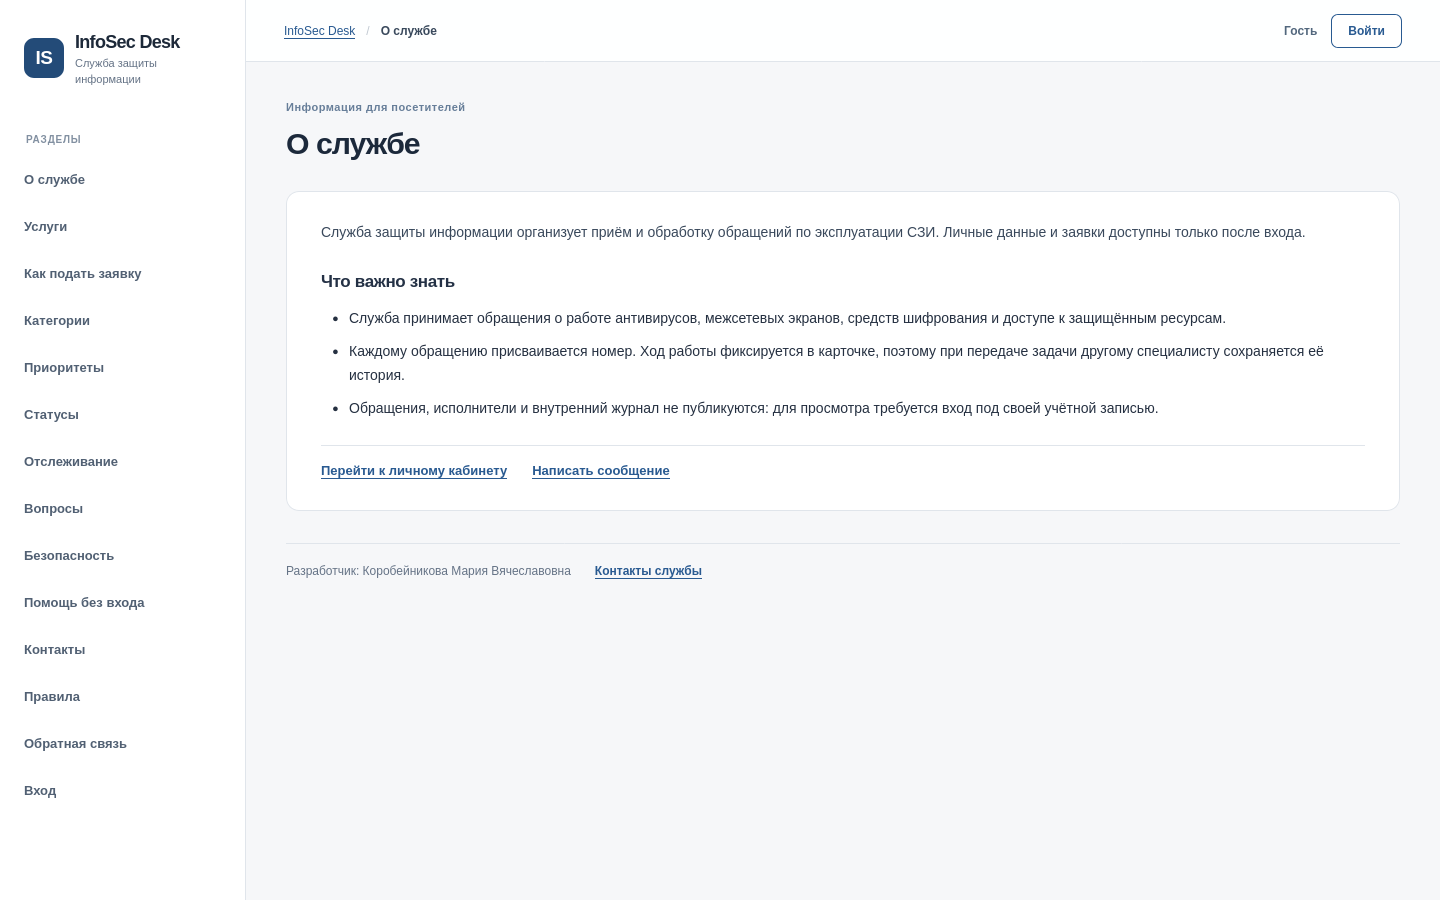 IS
InfoSec Desk
Служба защиты
информации
РАЗДЕЛЫ
О службе
Услуги
Как подать заявку
Категории
Приоритеты
Статусы
Отслеживание
Вопросы
Безопасность
Помощь без входа
Контакты
Правила
Обратная связь
Вход
InfoSec Desk / О службе
Гость Войти
Информация для посетителей
О службе
Служба защиты информации организует приём и обработку обращений по эксплуатации СЗИ. Личные данные и заявки доступны только после входа.
Что важно знать
• Служба принимает обращения о работе антивирусов, межсетевых экранов, средств шифрования и доступе к защищённым ресурсам.
• Каждому обращению присваивается номер. Ход работы фиксируется в карточке, поэтому при передаче задачи другому специалисту сохраняется её
история.
• Обращения, исполнители и внутренний журнал не публикуются: для просмотра требуется вход под своей учётной записью.
Перейти к личному кабинету Написать сообщение
Разработчик: Коробейникова Мария Вячеславовна Контакты службы